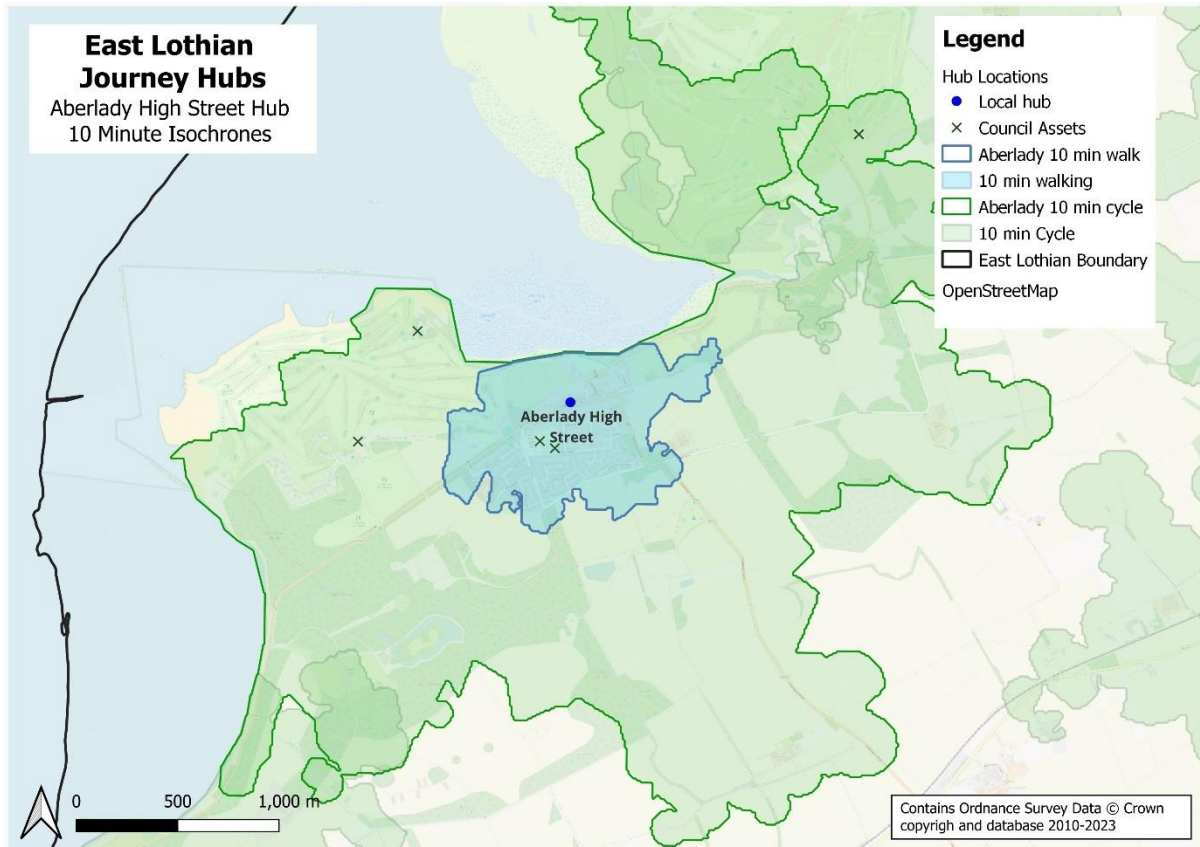 East Lothian
Journey Hubs
Aberlady High Street Hub
10 Minute Isochrones
Legend
Hub Locations
Local hub
Council Assets
Aberlady 10 min walk
10 min walking
Aberlady 10 min cycle
10 min Cycle
East Lothian Boundary
OpenStreetMap
Aberlady High
Street
0 500 1,000 m
Contains Ordnance Survey Data © Crown
copyrigh and database 2010-2023